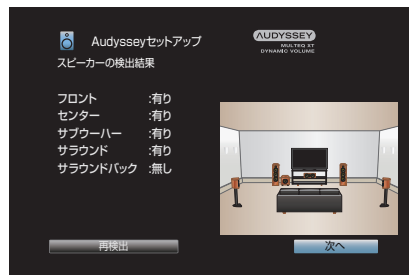 Audysseyセットアップ
AUDYSSEY
MULTEQ XT
DYNAMIC VOLUME
スピーカーの検出結果
フロント :有り
センター :有り
サブウーハー :有り
サラウンド :有り
サラウンドバック :無し
再検出
次へ